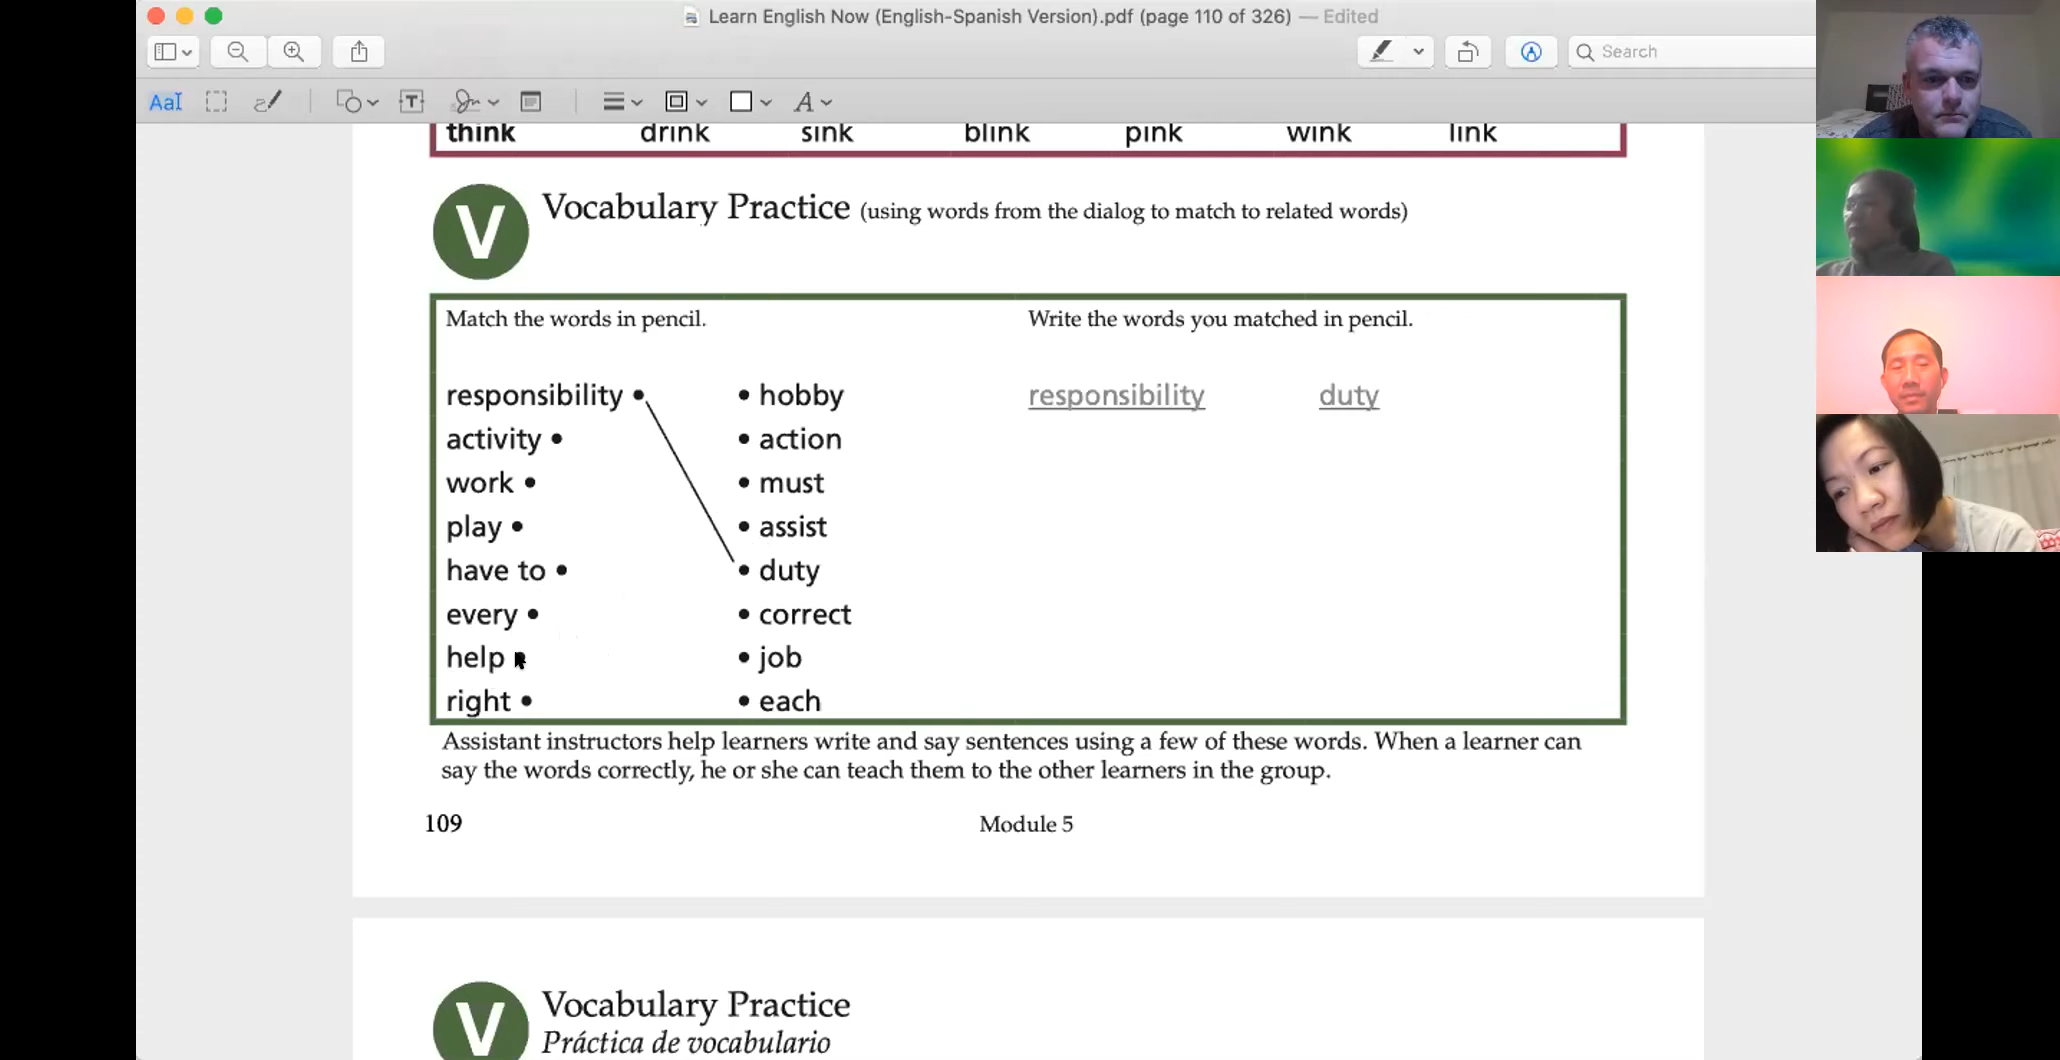 Learn English Now (English-Spanish Version).pdf (page 110 of 326) — Edited
Search
AaI T A
think drink sink blink pink wink link
V Vocabulary Practice (using words from the dialog to match to related words)
Match the words in pencil. Write the words you matched in pencil.
responsibility • • hobby responsibility duty
activity • • action
work • • must
play • • assist
have to • • duty
every • • correct
help • • job
right • • each
Assistant instructors help learners write and say sentences using a few of these words. When a learner can
say the words correctly, he or she can teach them to the other learners in the group.
109 Module 5
V Vocabulary Practice
Práctica de vocabulario